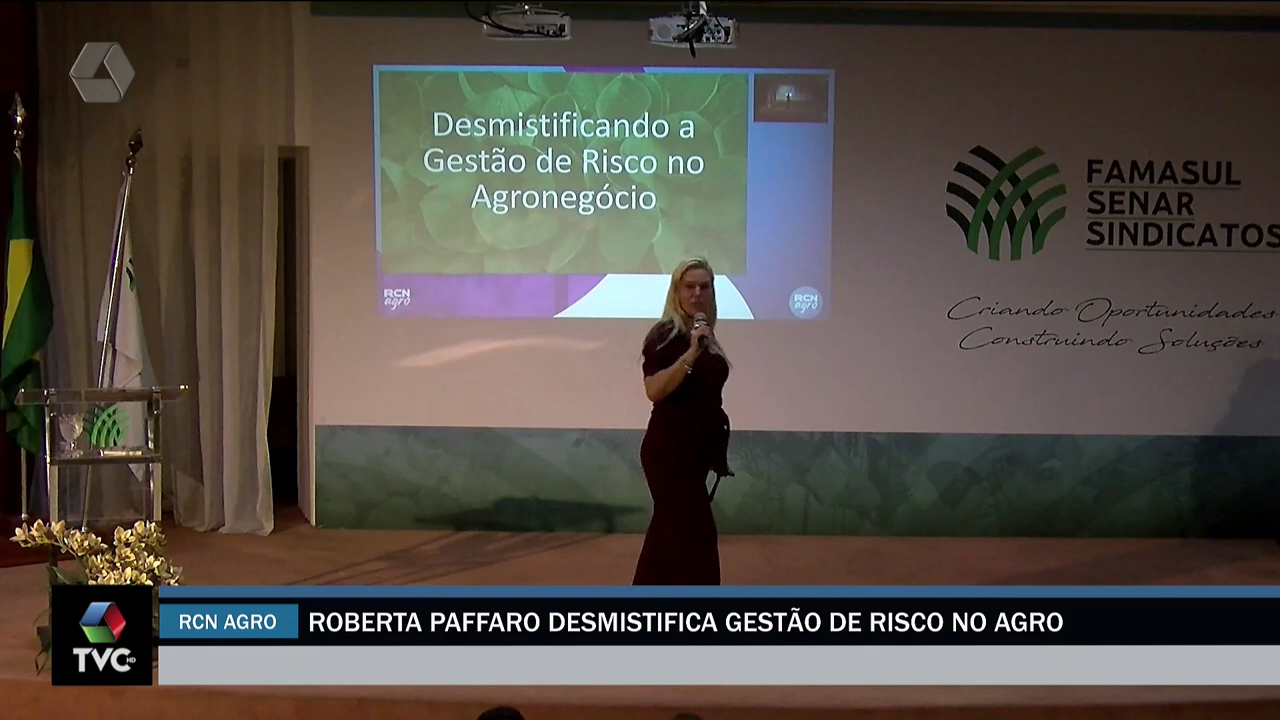 Desmistificando a
Gestão de Risco no
Agronegócio
RCN
agro
RCN
agro
FAMASUL
SENAR
SINDICATOS
Criando Oportunidades
Construindo Soluções
RCN AGRO
ROBERTA PAFFARO DESMISTIFICA GESTÃO DE RISCO NO AGRO
TVC HD